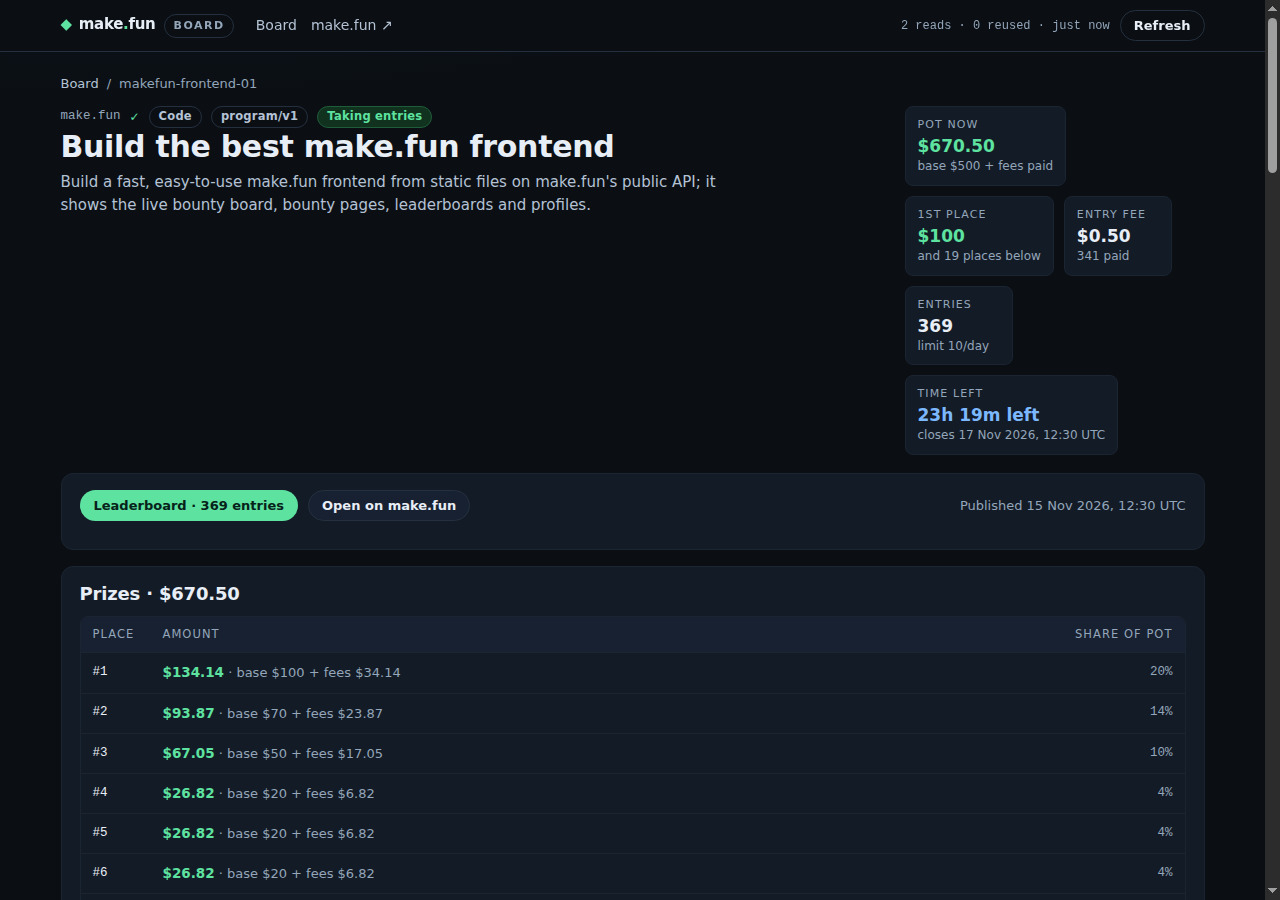 ◆ make.fun BOARD Board make.fun ↗ 2 reads · 0 reused · just now Refresh
Board / makefun-frontend-01
make.fun ✓ Code program/v1 Taking entries
Build the best make.fun frontend
Build a fast, easy-to-use make.fun frontend from static files on make.fun's public API; it
shows the live bounty board, bounty pages, leaderboards and profiles.
POT NOW
$670.50
base $500 + fees paid
1ST PLACE
$100
and 19 places below
ENTRY FEE
$0.50
341 paid
ENTRIES
369
limit 10/day
TIME LEFT
23h 19m left
closes 17 Nov 2026, 12:30 UTC
Leaderboard · 369 entries Open on make.fun Published 15 Nov 2026, 12:30 UTC
Prizes · $670.50
PLACE AMOUNT SHARE OF POT
#1 $134.14 · base $100 + fees $34.14 20%
#2 $93.87 · base $70 + fees $23.87 14%
#3 $67.05 · base $50 + fees $17.05 10%
#4 $26.82 · base $20 + fees $6.82 4%
#5 $26.82 · base $20 + fees $6.82 4%
#6 $26.82 · base $20 + fees $6.82 4%